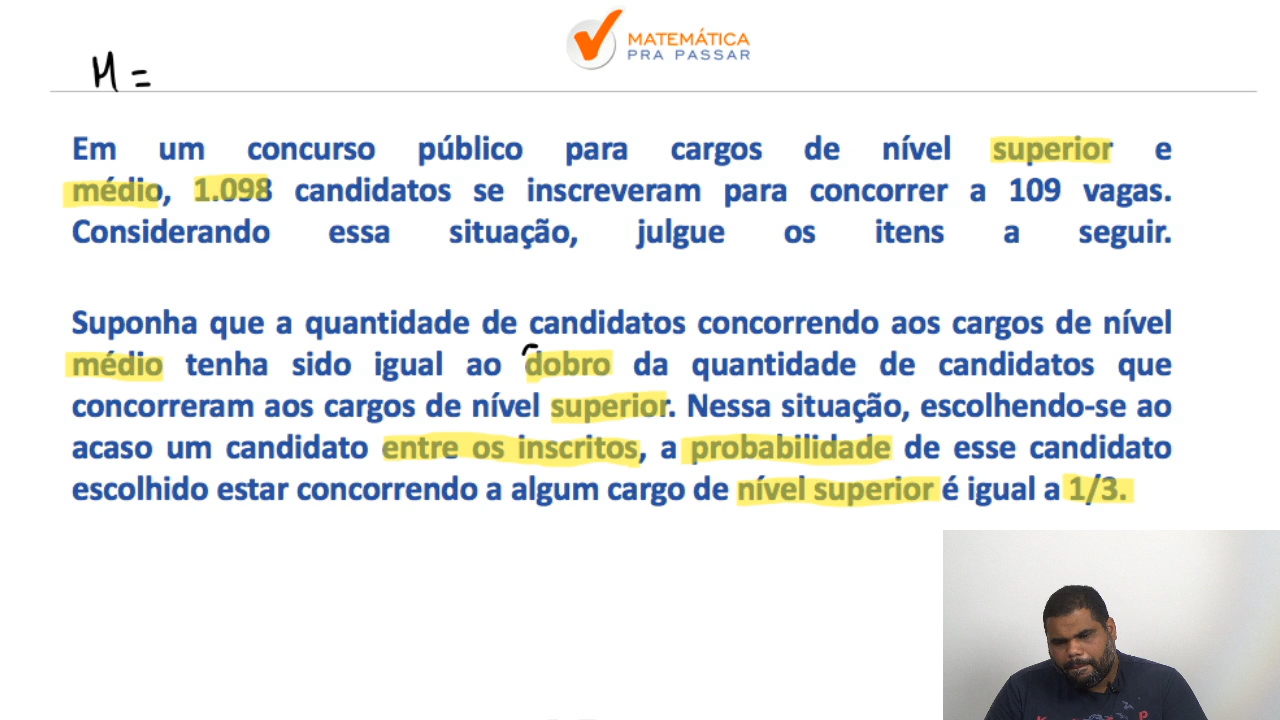 MATEMÁTICA
PRA PASSAR
M =
Em um concurso público para cargos de nível superior e
médio, 1.098 candidatos se inscreveram para concorrer a 109 vagas.
Considerando essa situação, julgue os itens a seguir.
Suponha que a quantidade de candidatos concorrendo aos cargos de nível
médio tenha sido igual ao dobro da quantidade de candidatos que
concorreram aos cargos de nível superior. Nessa situação, escolhendo-se ao
acaso um candidato entre os inscritos, a probabilidade de esse candidato
escolhido estar concorrendo a algum cargo de nível superior é igual a 1/3.